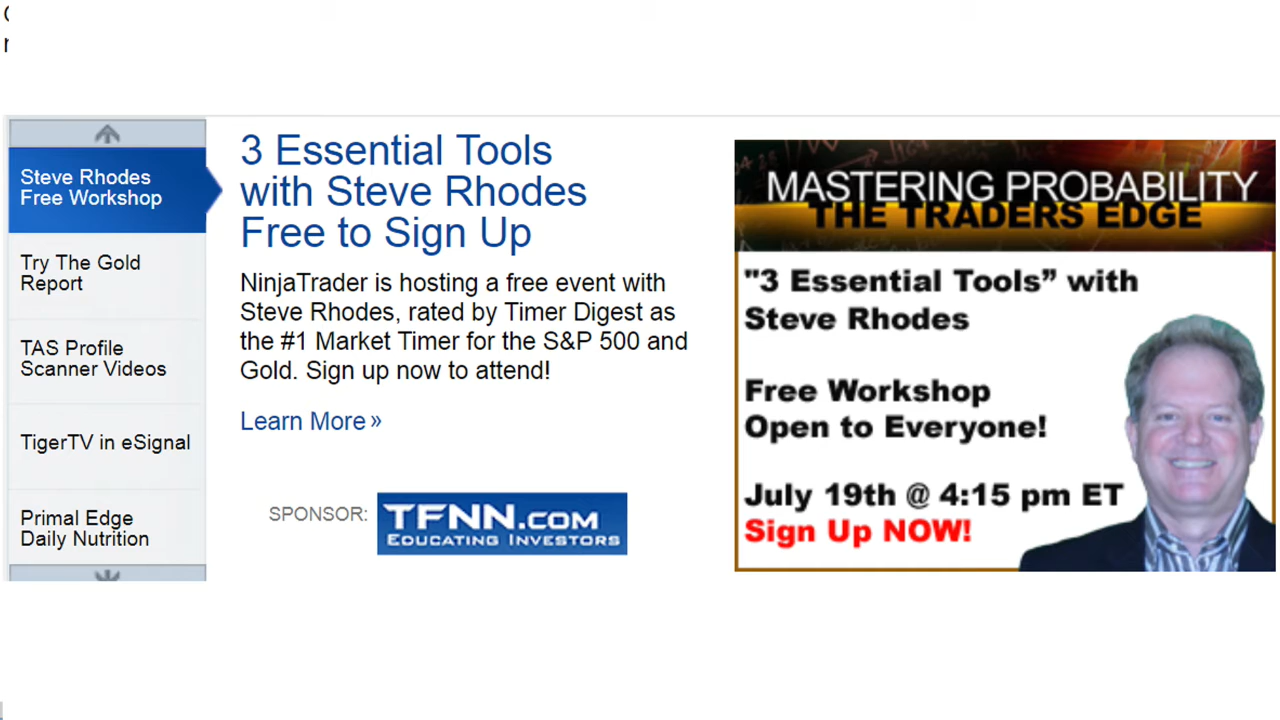 Steve Rhodes
Free Workshop
Try The Gold
Report
TAS Profile
Scanner Videos
TigerTV in eSignal
Primal Edge
Daily Nutrition
3 Essential Tools
with Steve Rhodes
Free to Sign Up
NinjaTrader is hosting a free event with
Steve Rhodes, rated by Timer Digest as
the #1 Market Timer for the S&P 500 and
Gold. Sign up now to attend!
Learn More »
SPONSOR: TFNN.COM
EDUCATING INVESTORS
MASTERING PROBABILITY
THE TRADERS EDGE
"3 Essential Tools” with
Steve Rhodes
Free Workshop
Open to Everyone!
July 19th @ 4:15 pm ET
Sign Up NOW!